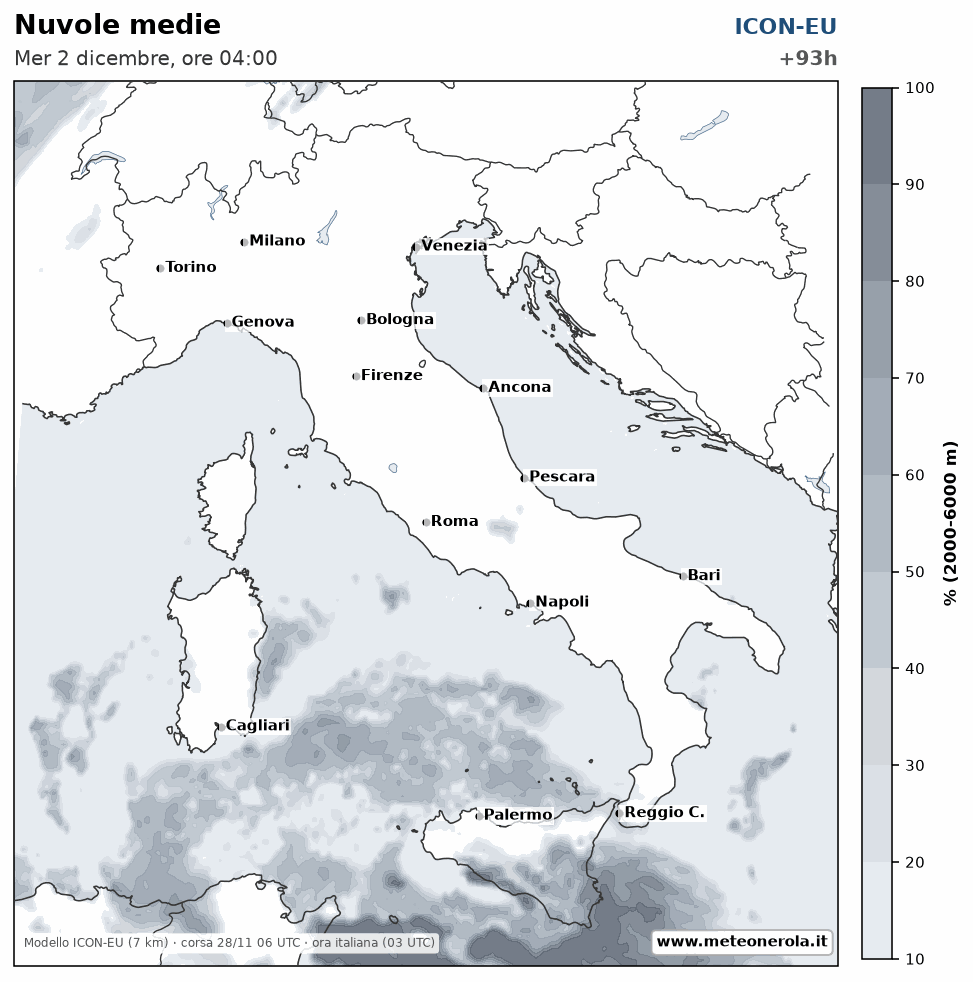 Nuvole medie
ICON-EU
Mer 2 dicembre, ore 04:00
+93h
100
90
80
70
60
50
40
30
20
10
% (2000-6000 m)
Milano
Venezia
Torino
Genova
Bologna
Firenze
Ancona
Pescara
Roma
Bari
Napoli
Cagliari
Palermo
Reggio C.
Modello ICON-EU (7 km) · corsa 28/11 06 UTC · ora italiana (03 UTC)
www.meteonerola.it